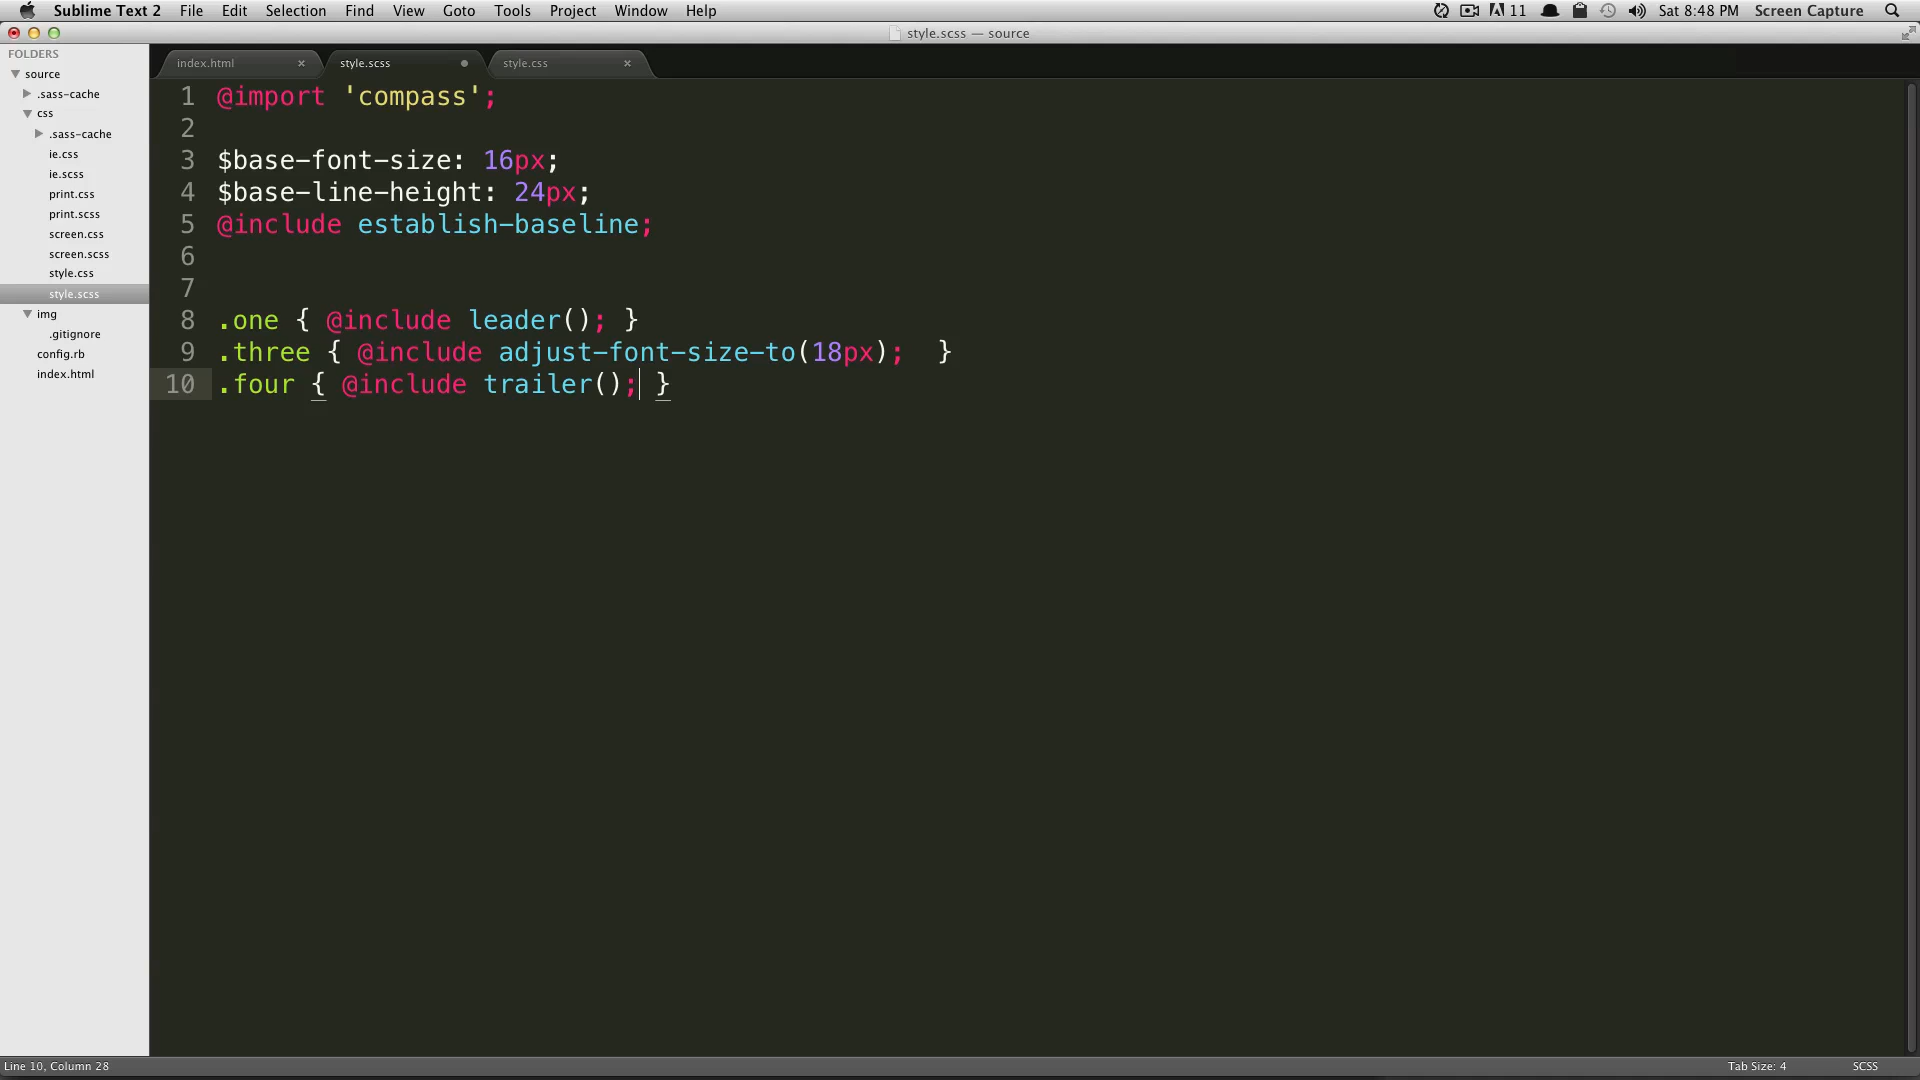 Sublime Text 2 File Edit Selection Find View Goto Tools Project Window Help 11 Sat 8:48 PM Screen Capture
style.scss — source
FOLDERS
source
.sass-cache
css
.sass-cache
ie.css
ie.scss
print.css
print.scss
screen.css
screen.scss
style.css
style.scss
img
.gitignore
config.rb
index.html
index.html × style.scss style.css ×
1 @import 'compass';
2
3 $base-font-size: 16px;
4 $base-line-height: 24px;
5 @include establish-baseline;
6
7
8 .one { @include leader(); }
9 .three { @include adjust-font-size-to(18px);  }
10 .four { @include trailer(); }
Line 10, Column 28 Tab Size: 4 SCSS